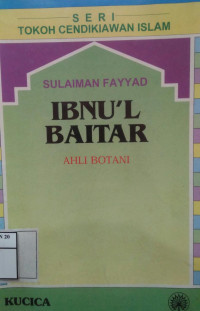 SERI
TOKOH CENDIKIAWAN ISLAM
SULAIMAN FAYYAD
IBNU'L
BAITAR
AHLI BOTANI
KUCICA